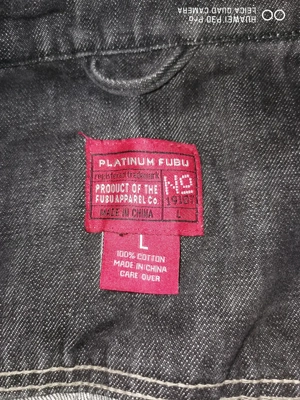 HUAWEI P30 Pro
LEICA QUAD CAMERA
PLATINUM FUBU
PRODUCT OF THE
FUBU APPAREL Co.
MADE IN CHINA
No
L
L
100% COTTON
MADE IN CHINA
CARE OVER